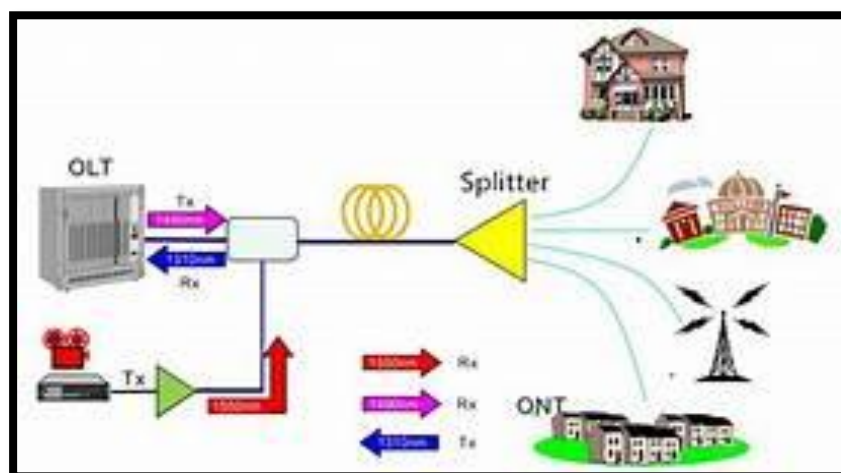 OLT
Tx
1490nm
1310nm
Rx
Splitter
Tx
1550nm
1550nm Rx
1490nm Rx
1310nm Tx
ONT